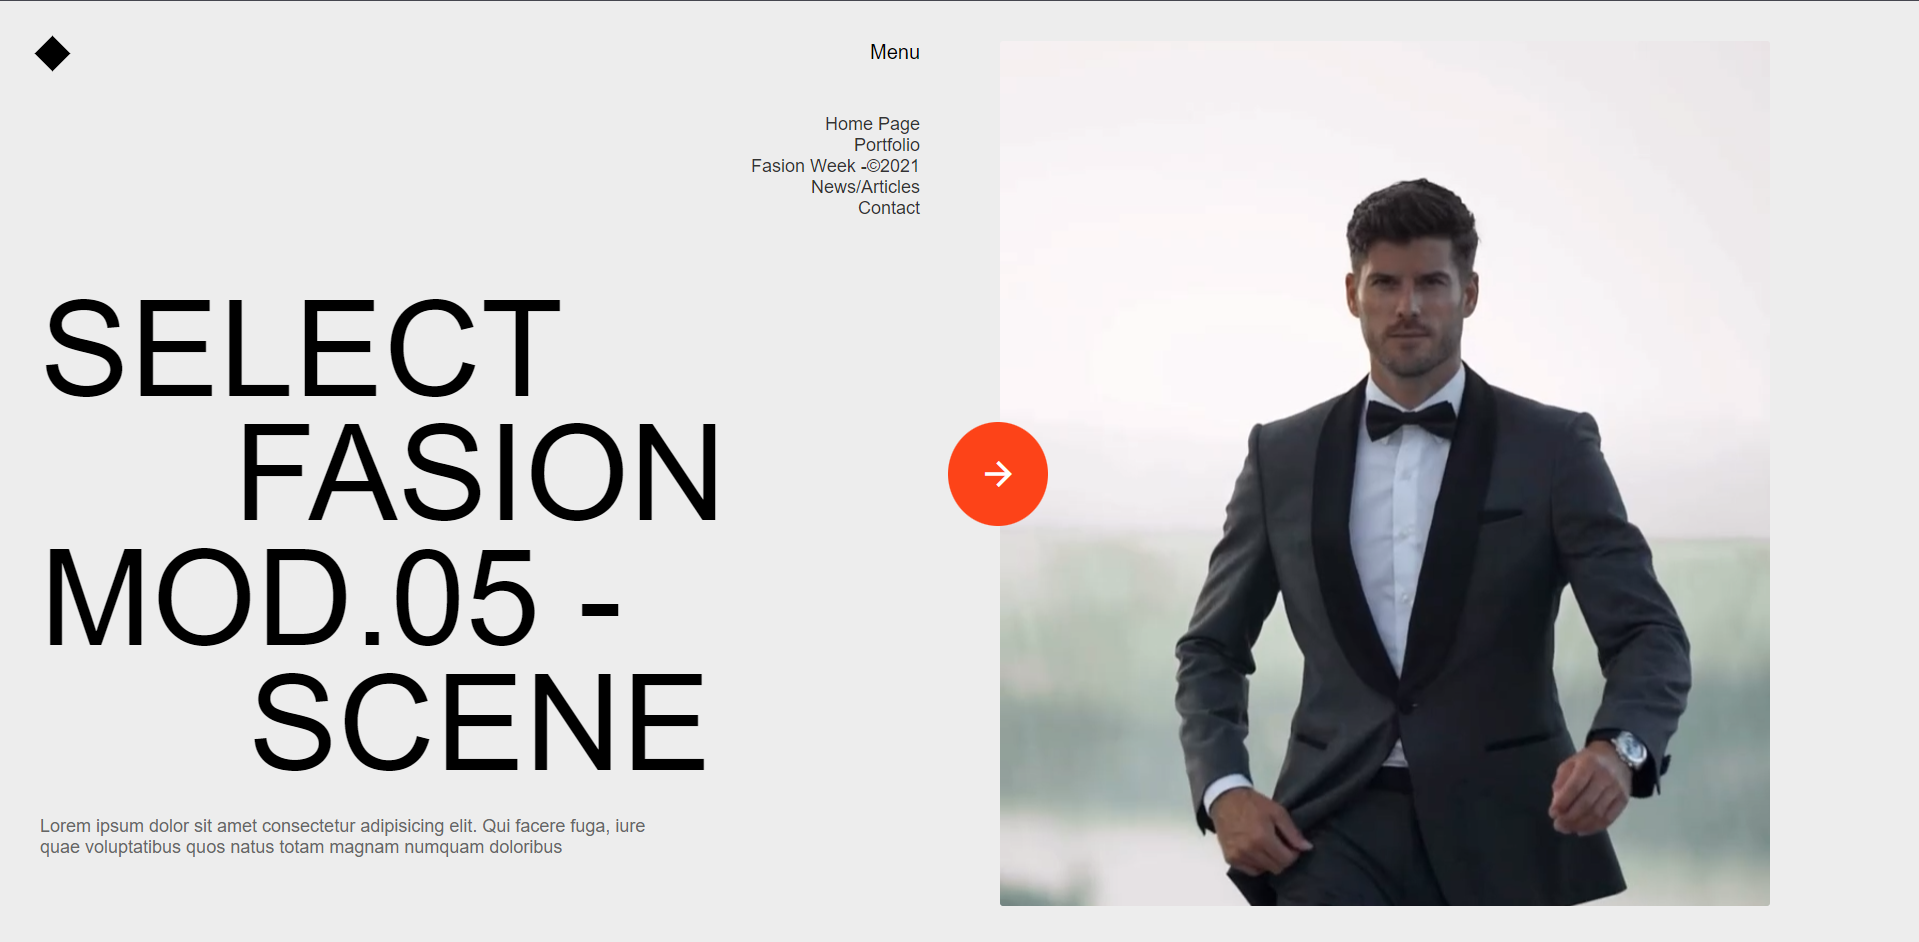 Menu
Home Page
Portfolio
Fasion Week -©2021
News/Articles
Contact
SELECT
FASION
MOD.05 -
SCENE
Lorem ipsum dolor sit amet consectetur adipisicing elit. Qui facere fuga, iure
quae voluptatibus quos natus totam magnam numquam doloribus